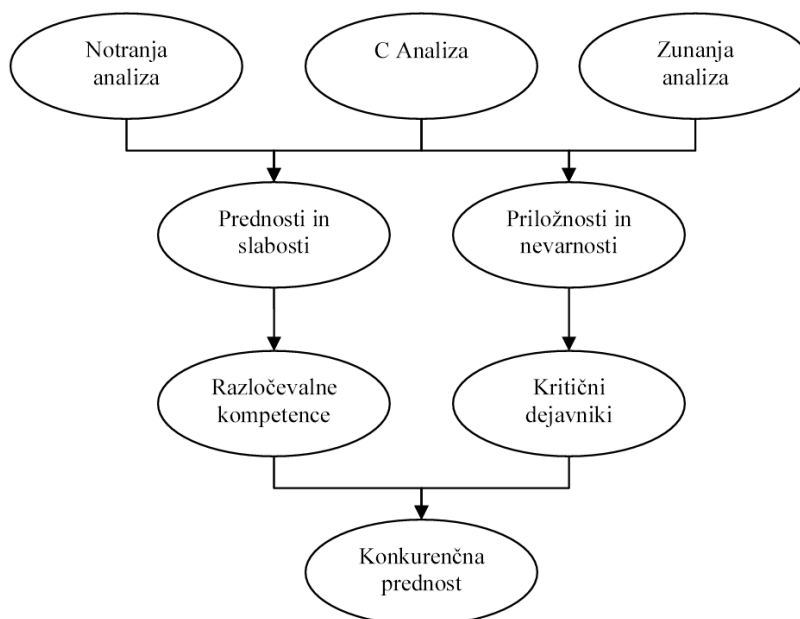 Notranja
analiza
C Analiza
Zunanja
analiza
Prednosti in
slabosti
Priložnosti in
nevarnosti
Razločevalne
kompetence
Kritični
dejavniki
Konkurenčna
prednost